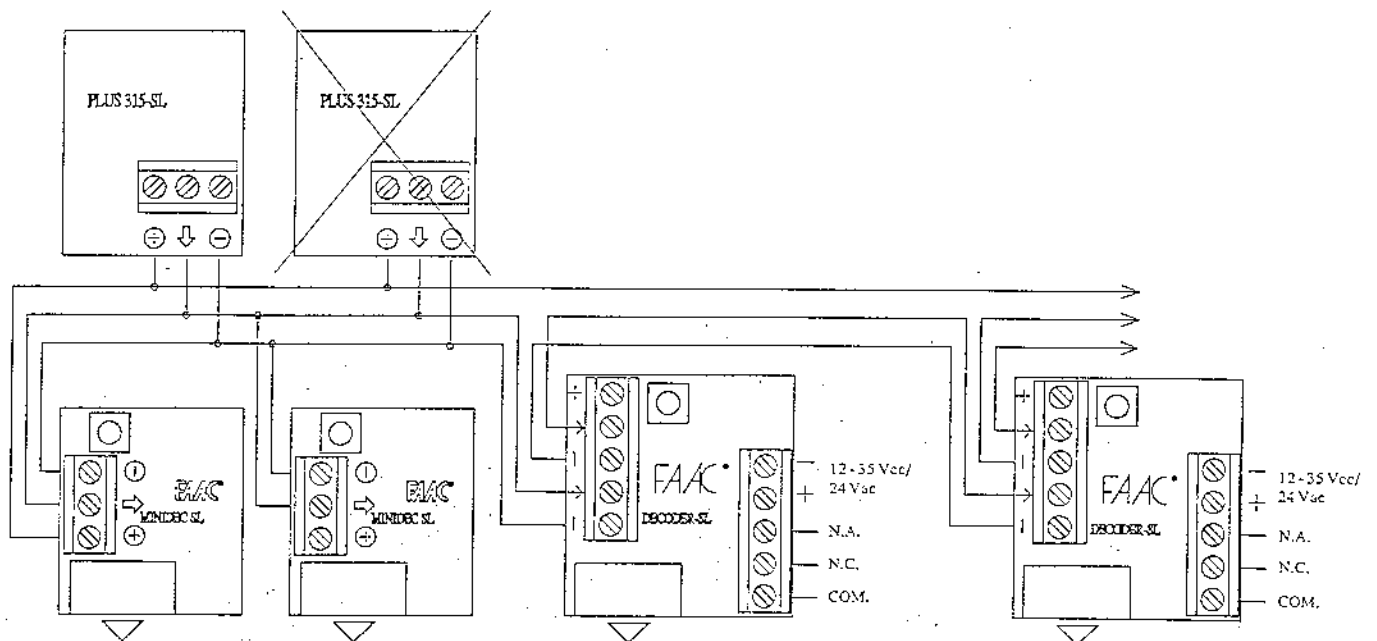 PLUS 315-SL
PLUS 315-SL
FAAC
MINIDEC SL
FAAC
MINIDEC SL
FAAC
DECODER-SL
12-35 Vcc/
24 Vac
N.A.
N.C.
COM.
FAAC
DECODER-SL
12-35 Vcc/
24 Vac
N.A.
N.C.
COM.